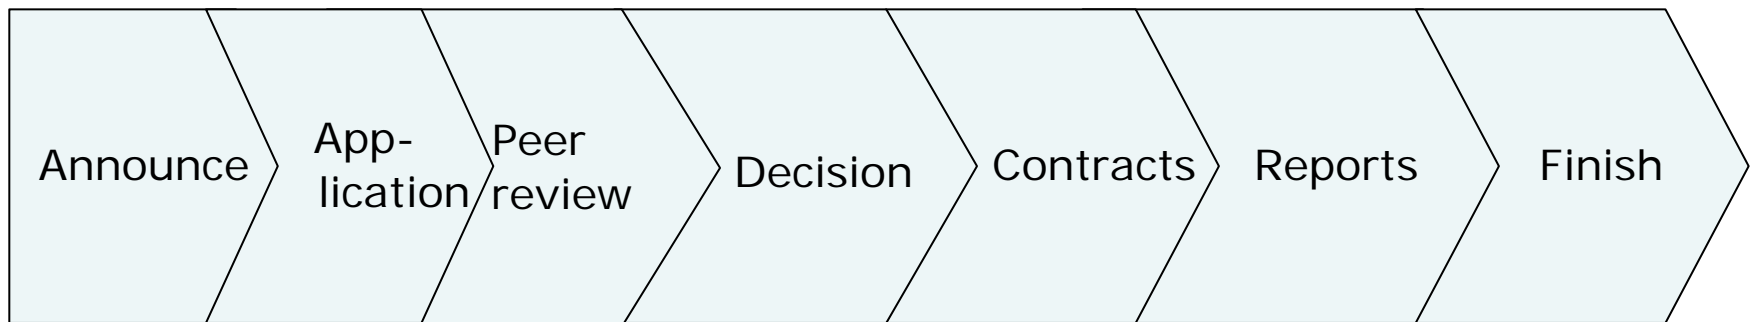 Announce
App-
lication
Peer
review
Decision
Contracts
Reports
Finish